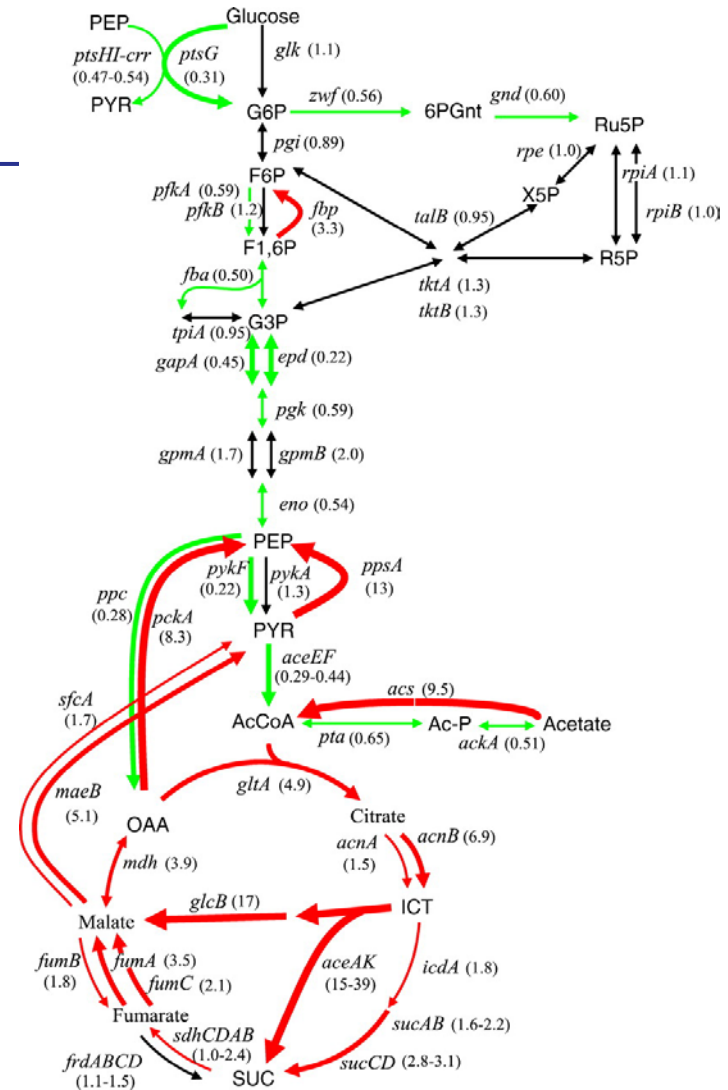 PEP
Glucose
ptsHI-crr
(0.47-0.54)
ptsG
(0.31)
glk (1.1)
PYR
G6P
zwf (0.56)
6PGnt
gnd (0.60)
Ru5P
pgi (0.89)
rpe (1.0)
rpiA (1.1)
F6P
pfkA (0.59)
pfkB (1.2)
fbp
(3.3)
X5P
talB (0.95)
rpiB (1.0)
F1,6P
R5P
fba (0.50)
tktA (1.3)
tktB (1.3)
G3P
tpiA (0.95)
gapA (0.45)
epd (0.22)
pgk (0.59)
gpmA (1.7)
gpmB (2.0)
eno (0.54)
PEP
ppc
(0.28)
pckA
(8.3)
pykF
(0.22)
pykA
(1.3)
ppsA
(13)
PYR
aceEF
(0.29-0.44)
sfcA
(1.7)
acs (9.5)
AcCoA
pta (0.65)
Ac-P
ackA (0.51)
Acetate
maeB
(5.1)
gltA (4.9)
OAA
Citrate
acnA
(1.5)
acnB (6.9)
mdh (3.9)
glcB (17)
ICT
Malate
fumB
(1.8)
fumA (3.5)
fumC (2.1)
aceAK
(15-39)
icdA (1.8)
Fumarate
sdhCDAB
(1.0-2.4)
sucAB (1.6-2.2)
frdABCD
(1.1-1.5)
SUC
sucCD (2.8-3.1)